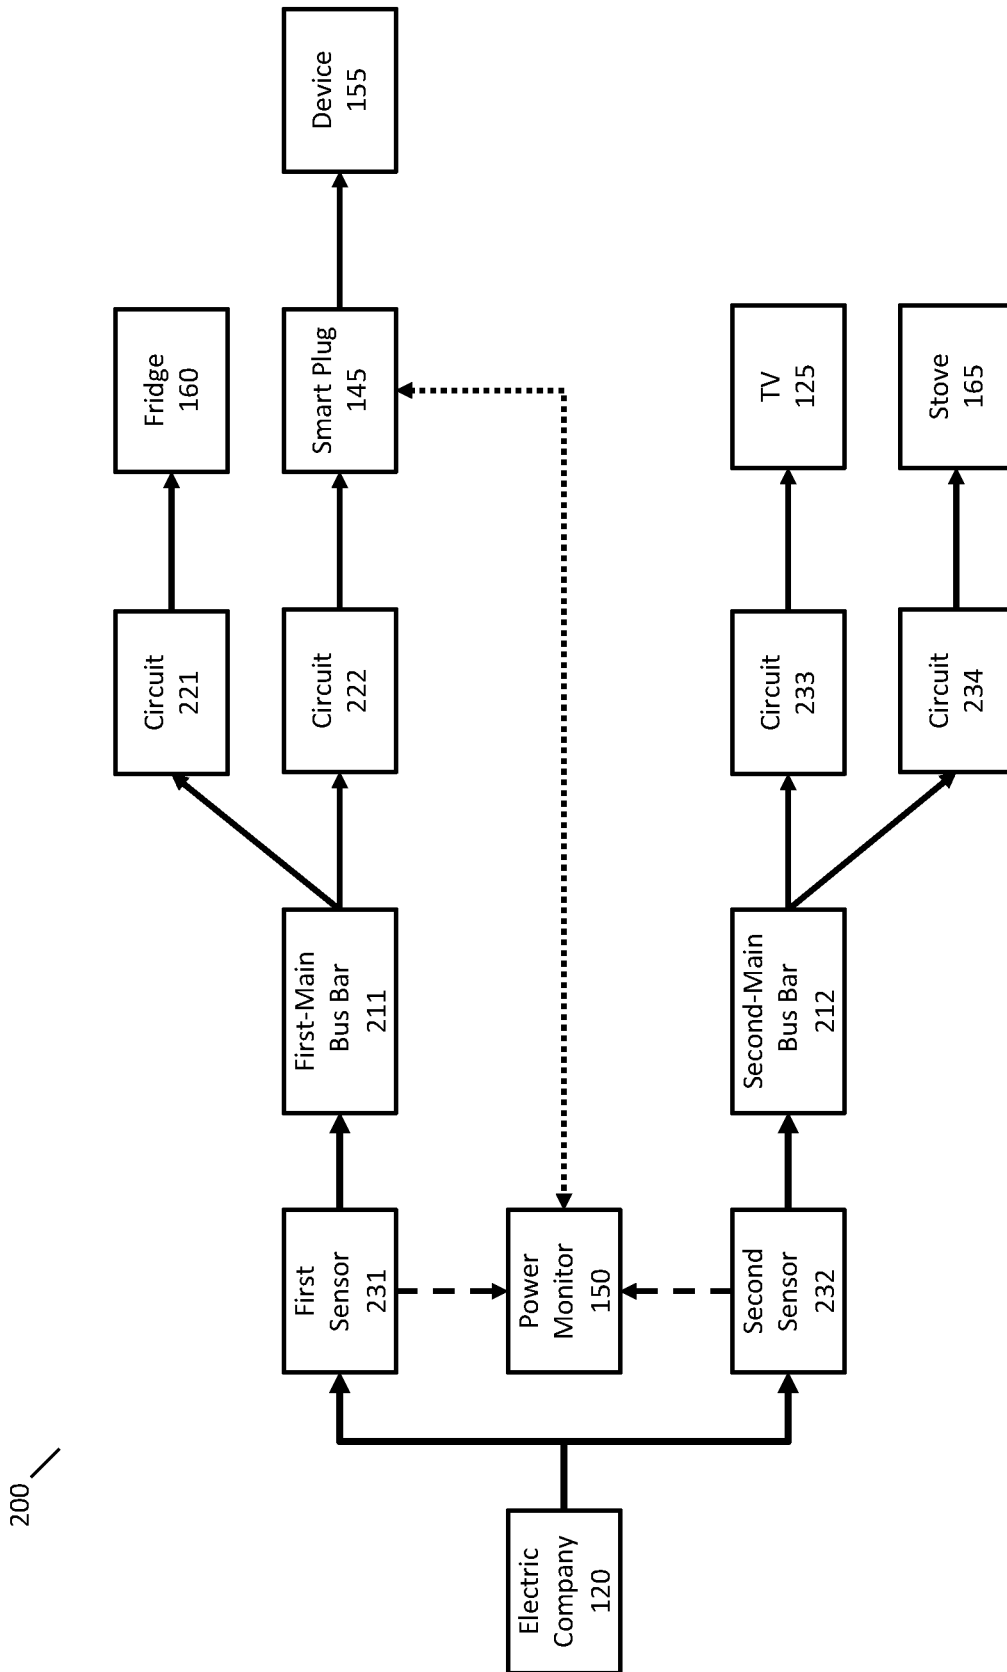 200
Electric
Company
120
First
Sensor
231
Power
Monitor
150
Second
Sensor
232
First-Main
Bus Bar
211
Second-Main
Bus Bar
212
Circuit
221
Circuit
222
Circuit
233
Circuit
234
Fridge
160
Smart Plug
145
TV
125
Stove
165
Device
155